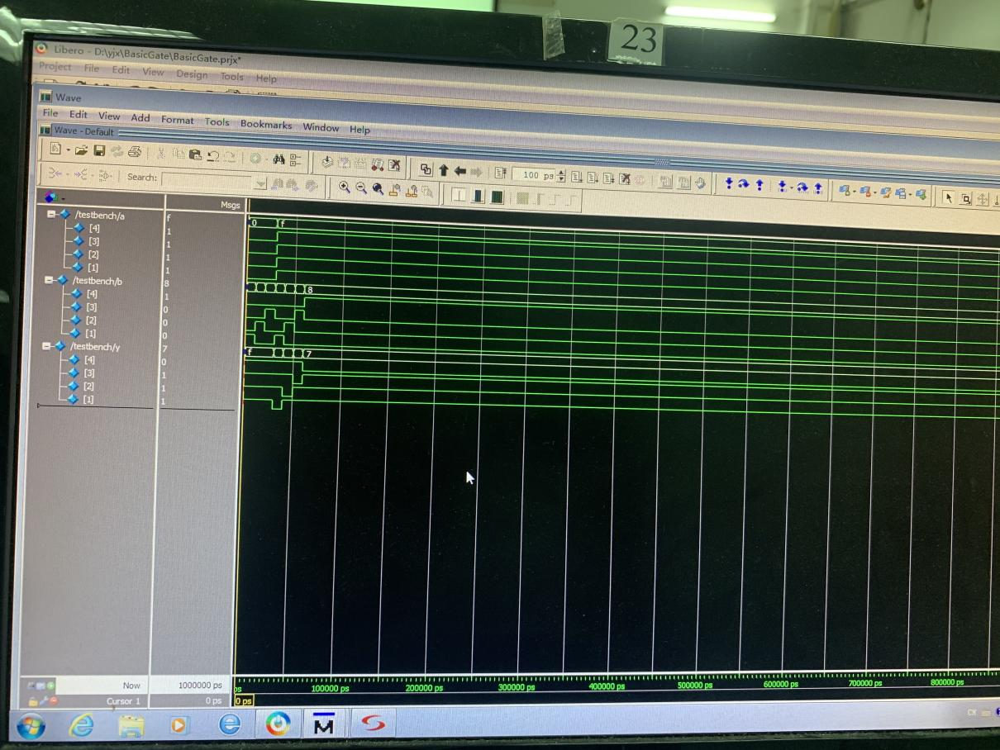 23
Libero - D:\yjx\BasicGate\BasicGate.prjx*
Project File Edit View Design Tools Help
Wave
File Edit View Add Format Tools Bookmarks Window Help
Wave - Default
Search:
100 ps
Msgs
/testbench/a f 0 f
[4] 1
[3] 1
[2] 1
[1] 1
/testbench/b 8 8
[4] 1
[3] 0
[2] 0
[1] 0
/testbench/y 7 f 7
[4] 0
[3] 1
[2] 1
[1] 1
Now 1000000 ps ps 100000 ps 200000 ps 300000 ps 400000 ps 500000 ps 600000 ps 700000 ps 800000 ps
Cursor 1 0 ps 0 ps
CH